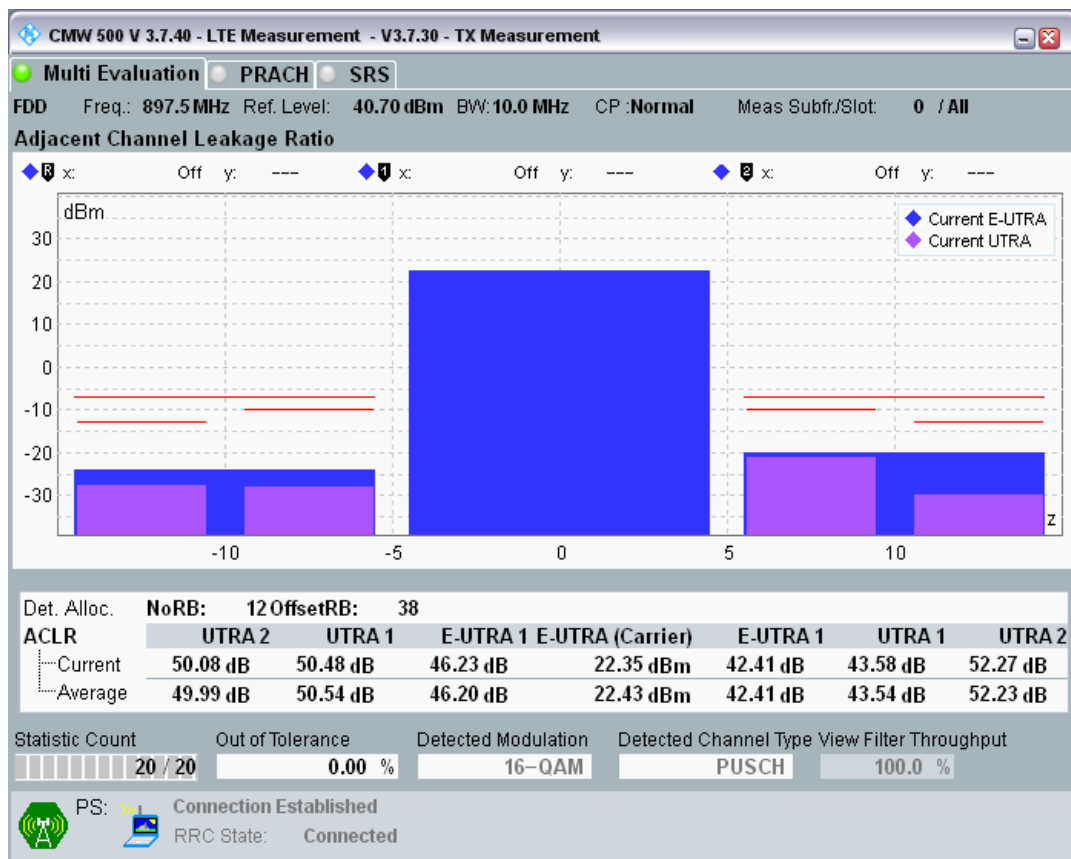 CMW 500 V 3.7.40 - LTE Measurement - V3.7.30 - TX Measurement
Multi Evaluation PRACH SRS
FDD Freq.: 897.5 MHz Ref. Level: 40.70 dBm BW: 10.0 MHz CP :Normal Meas Subfr./Slot: 0 / All
Adjacent Channel Leakage Ratio
R x: Off y: --- 1 x: Off y: --- 2 x: Off y: ---
dBm
Current E-UTRA
Current UTRA
30
20
10
0
-10
-20
-30
z
-10 -5 0 5 10
Det. Alloc. NoRB: 12 OffsetRB: 38
ACLR UTRA 2 UTRA 1 E-UTRA 1 E-UTRA (Carrier) E-UTRA 1 UTRA 1 UTRA 2
Current 50.08 dB 50.48 dB 46.23 dB 22.35 dBm 42.41 dB 43.58 dB 52.27 dB
Average 49.99 dB 50.54 dB 46.20 dB 22.43 dBm 42.41 dB 43.54 dB 52.23 dB
Statistic Count Out of Tolerance Detected Modulation Detected Channel Type View Filter Throughput
20 / 20 0.00 % 16-QAM PUSCH 100.0 %
PS: Connection Established
RRC State: Connected